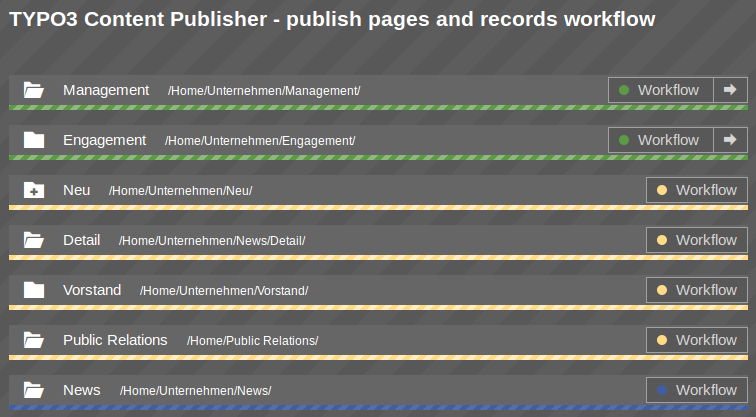 TYPO3 Content Publisher - publish pages and records workflow
Management /Home/Unternehmen/Management/ Workflow
Engagement /Home/Unternehmen/Engagement/ Workflow
Neu /Home/Unternehmen/Neu/ Workflow
Detail /Home/Unternehmen/News/Detail/ Workflow
Vorstand /Home/Unternehmen/Vorstand/ Workflow
Public Relations /Home/Public Relations/ Workflow
News /Home/Unternehmen/News/ Workflow